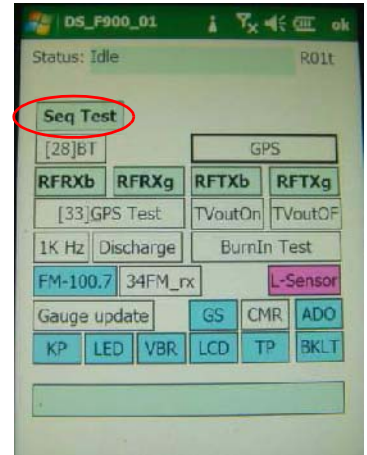 DS_F900_01 ok
Status: Idle R01t
Seq Test
[28]BT GPS
RFRXb RFRXg RFTXb RFTXg
[33]GPS Test TVoutOn TVoutOF
1K Hz Discharge BurnIn Test
FM-100.7 34FM_rx L-Sensor
Gauge update GS CMR ADO
KP LED VBR LCD TP BKLT